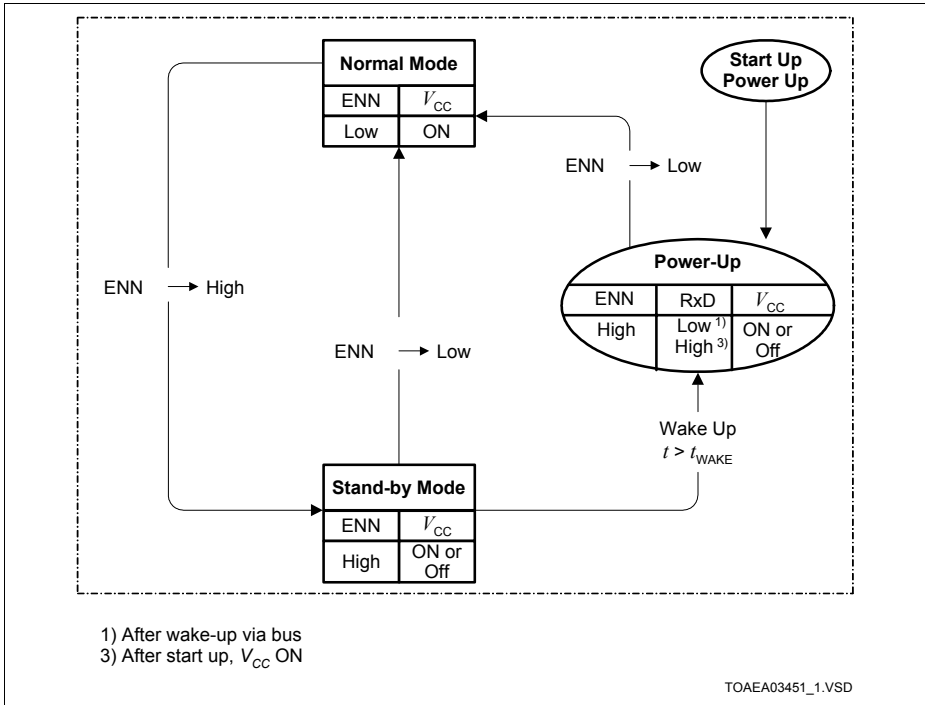 Normal Mode
ENN VCC
Low ON
Start Up
Power Up
ENN → Low
Power-Up
ENN RxD VCC
High Low 1) ON or
High 3) Off
ENN → High
ENN → Low
Wake Up
t > tWAKE
Stand-by Mode
ENN VCC
High ON or
Off
1) After wake-up via bus
3) After start up, VCC ON
TOAEA03451_1.VSD